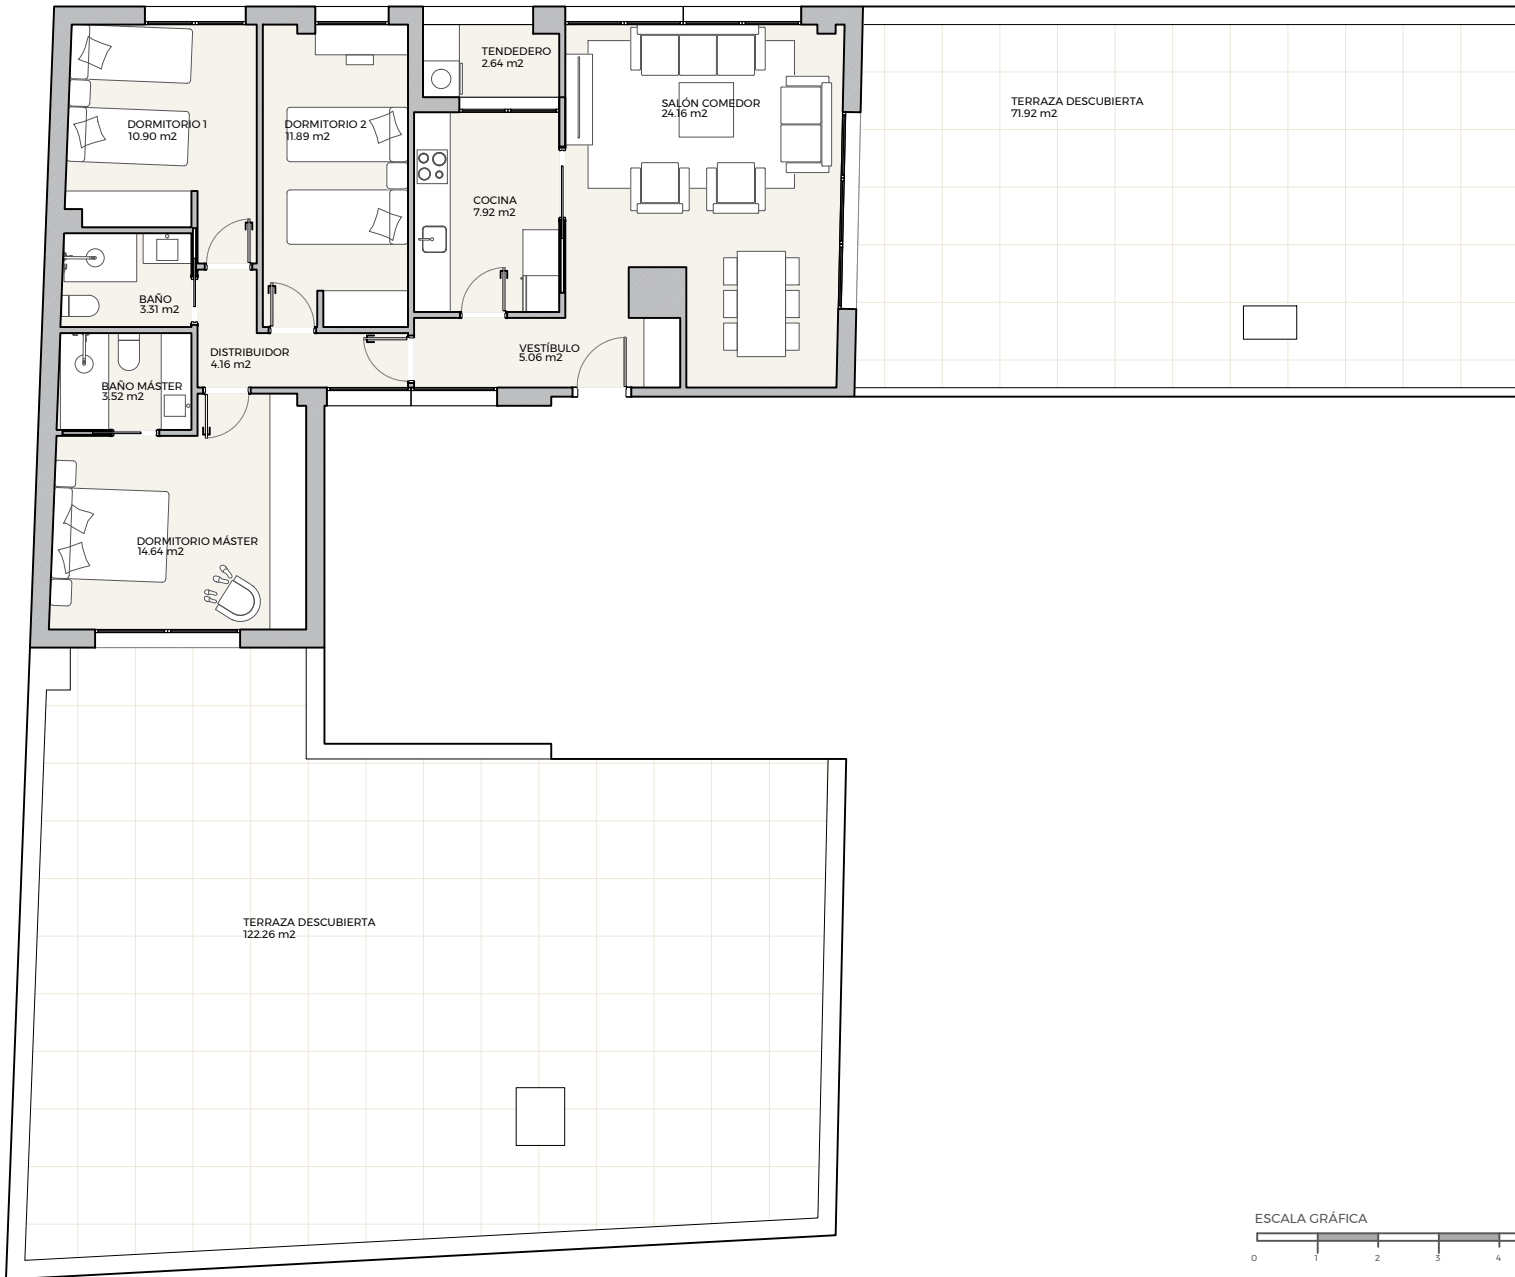 TENDEDERO
2.64 m2
SALÓN COMEDOR
24.16 m2
TERRAZA DESCUBIERTA
71.92 m2
DORMITORIO 1
10.90 m2
DORMITORIO 2
11.89 m2
COCINA
7.92 m2
BAÑO
3.31 m2
DISTRIBUIDOR
4.16 m2
VESTÍBULO
5.06 m2
BAÑO MÁSTER
3.52 m2
DORMITORIO MÁSTER
14.64 m2
TERRAZA DESCUBIERTA
122.26 m2
ESCALA GRÁFICA
0 1 2 3 4